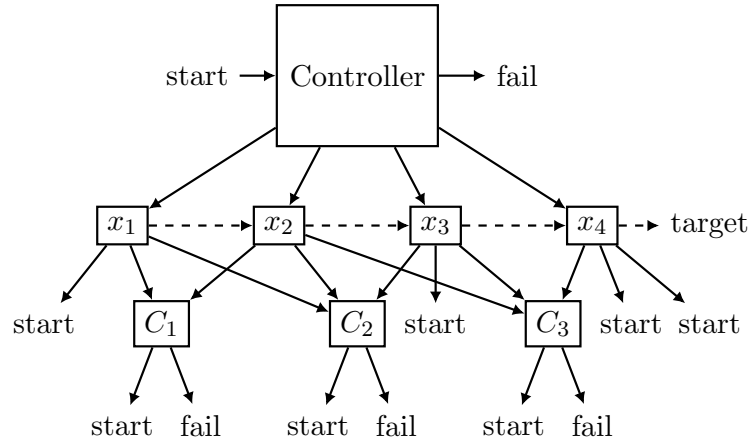 start Controller fail
x₁ x₂ x₃ x₄ target
start C₁ C₂ start C₃ start start
start fail start fail start fail